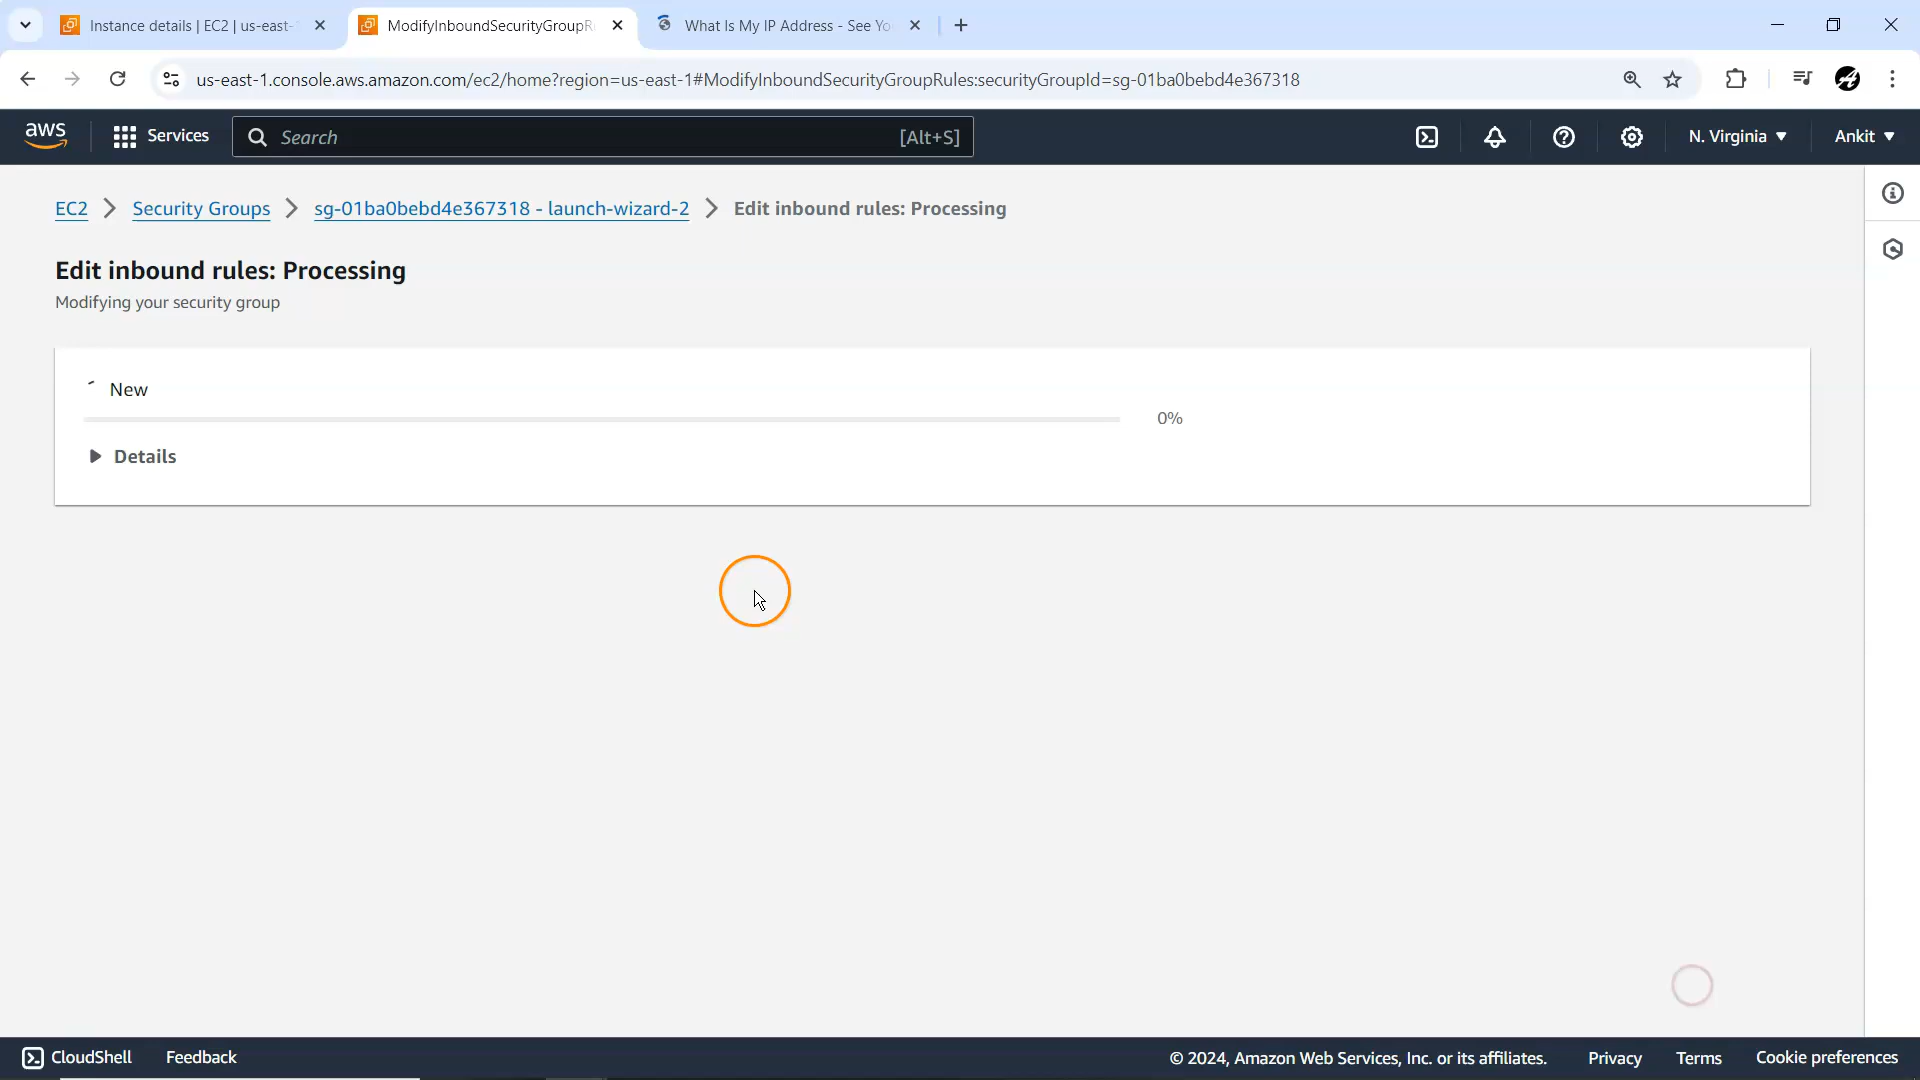 Instance details | EC2 | us-east-
ModifyInboundSecurityGroupR
What Is My IP Address - See Yo
us-east-1.console.aws.amazon.com/ec2/home?region=us-east-1#ModifyInboundSecurityGroupRules:securityGroupId=sg-01ba0bebd4e367318
aws
Services
Search
[Alt+S]
N. Virginia
Ankit
EC2
Security Groups
sg-01ba0bebd4e367318 - launch-wizard-2
Edit inbound rules: Processing
Edit inbound rules: Processing
Modifying your security group
New
0%
Details
CloudShell
Feedback
© 2024, Amazon Web Services, Inc. or its affiliates.
Privacy
Terms
Cookie preferences